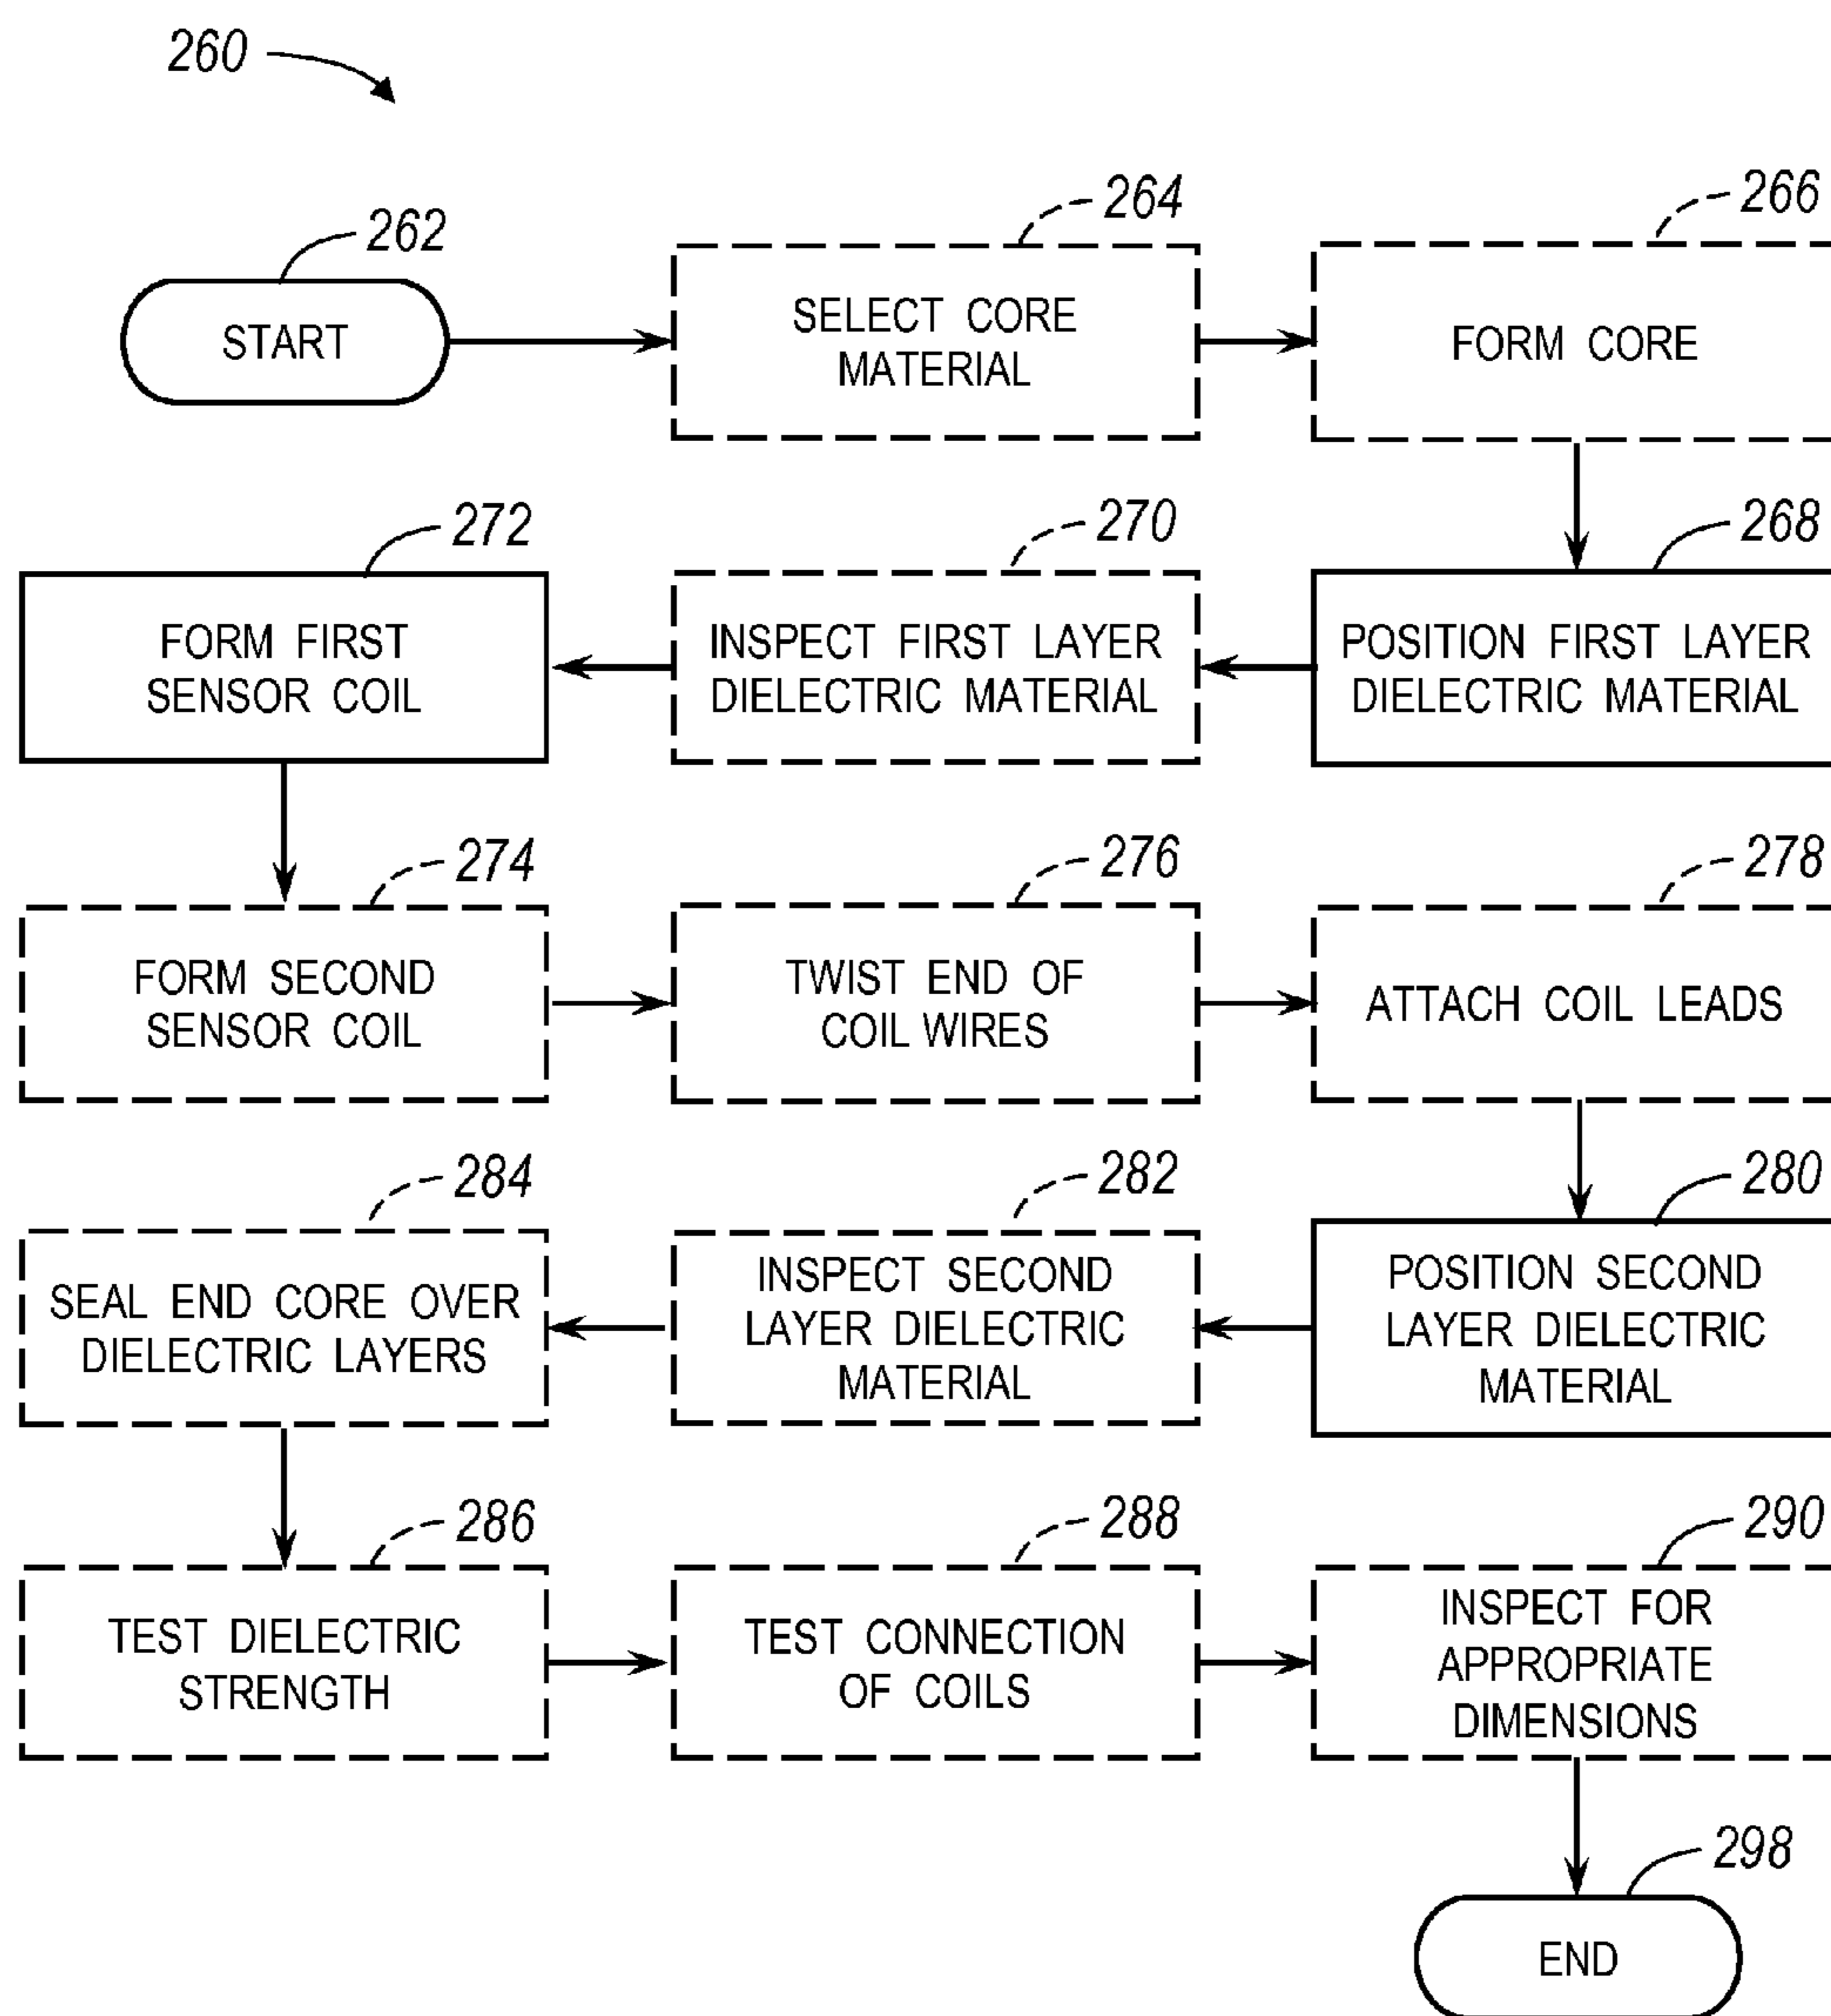 260
262
START
264
SELECT CORE
MATERIAL
266
FORM CORE
268
POSITION FIRST LAYER
DIELECTRIC MATERIAL
270
INSPECT FIRST LAYER
DIELECTRIC MATERIAL
272
FORM FIRST
SENSOR COIL
274
FORM SECOND
SENSOR COIL
276
TWIST END OF
COIL WIRES
278
ATTACH COIL LEADS
280
POSITION SECOND
LAYER DIELECTRIC
MATERIAL
282
INSPECT SECOND
LAYER DIELECTRIC
MATERIAL
284
SEAL END CORE OVER
DIELECTRIC LAYERS
286
TEST DIELECTRIC
STRENGTH
288
TEST CONNECTION
OF COILS
290
INSPECT FOR
APPROPRIATE
DIMENSIONS
298
END